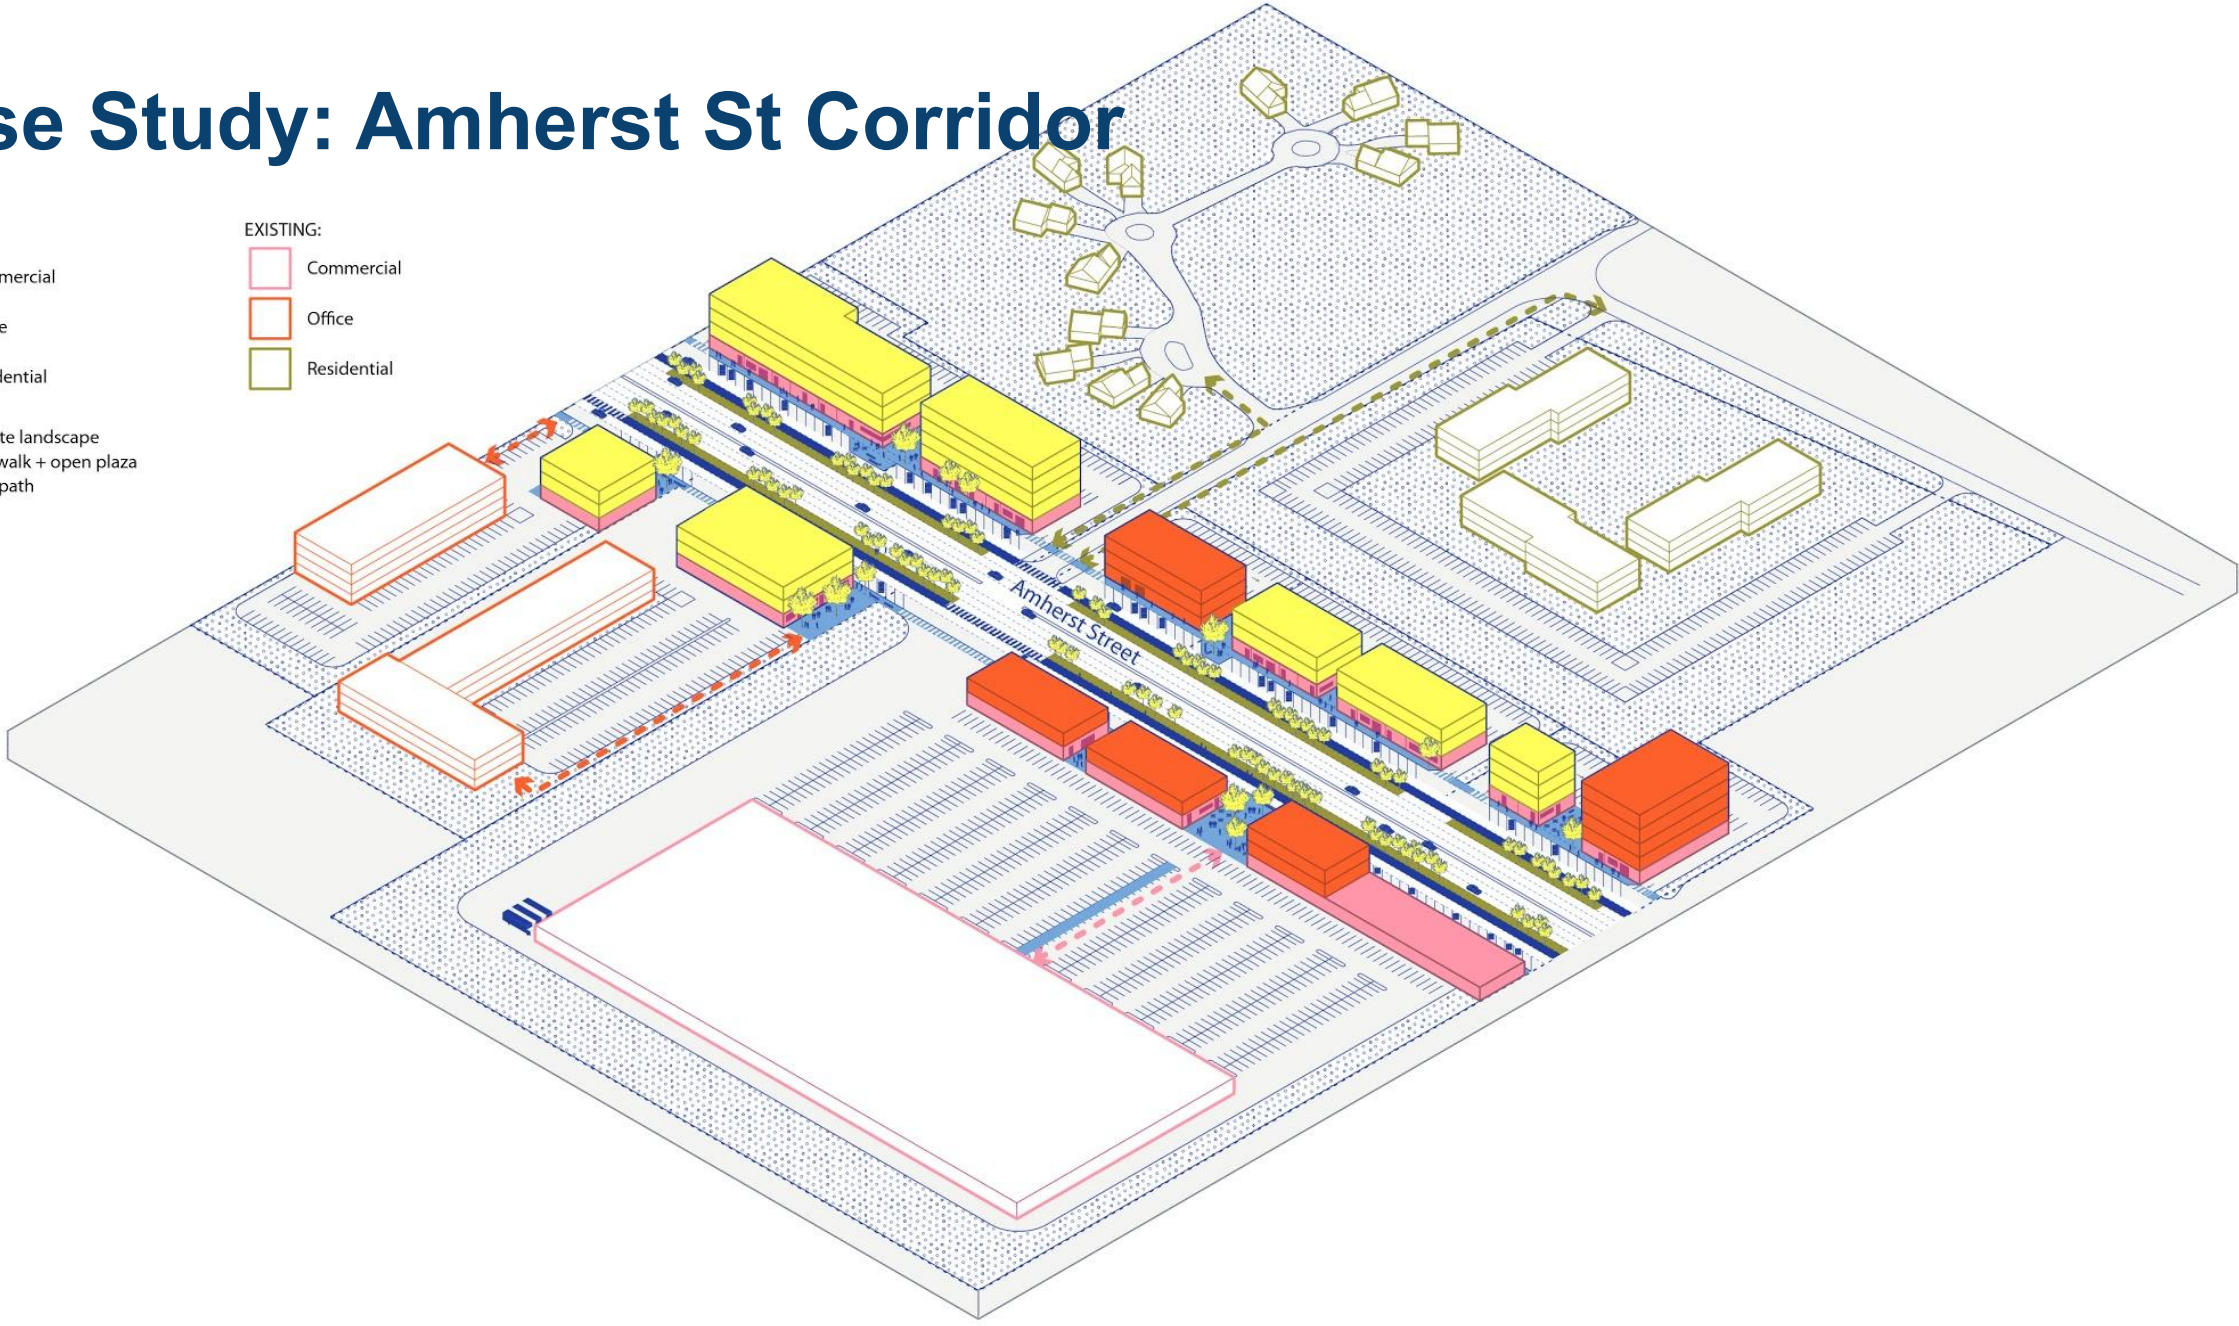 se Study: Amherst St Corridor
EXISTING:
mercial
Commercial
e
Office
dential
Residential
te landscape
walk + open plaza
path
Amherst Street